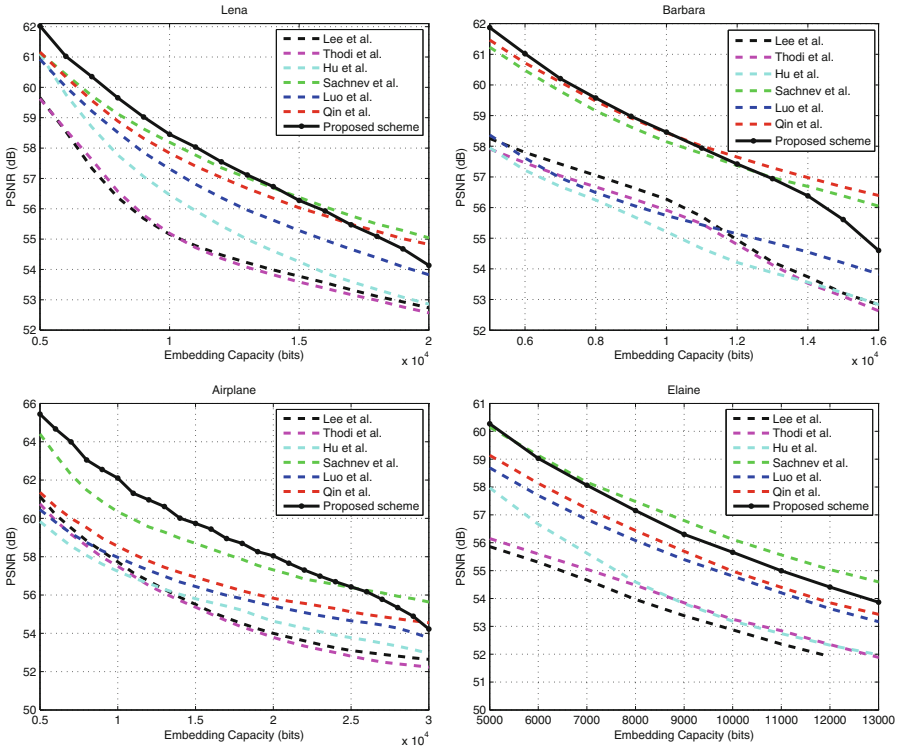 Lena
62
61
60
59
58
57
56
55
54
53
52
PSNR (dB)
0.5
1
1.5
2
Embedding Capacity (bits)
x 10^4
Lee et al.
Thodi et al.
Hu et al.
Sachnev et al.
Luo et al.
Qin et al.
Proposed scheme
Barbara
62
61
60
59
58
57
56
55
54
53
52
PSNR (dB)
0.6
0.8
1
1.2
1.4
1.6
Embedding Capacity (bits)
x 10^4
Lee et al.
Thodi et al.
Hu et al.
Sachnev et al.
Luo et al.
Qin et al.
Proposed scheme
Airplane
66
64
62
60
58
56
54
52
50
PSNR (dB)
0.5
1
1.5
2
2.5
3
Embedding Capacity (bits)
x 10^4
Lee et al.
Thodi et al.
Hu et al.
Sachnev et al.
Luo et al.
Qin et al.
Proposed scheme
Elaine
61
60
59
58
57
56
55
54
53
52
51
50
PSNR (dB)
5000
6000
7000
8000
9000
10000
11000
12000
13000
Embedding Capacity (bits)
Lee et al.
Thodi et al.
Hu et al.
Sachnev et al.
Luo et al.
Qin et al.
Proposed scheme